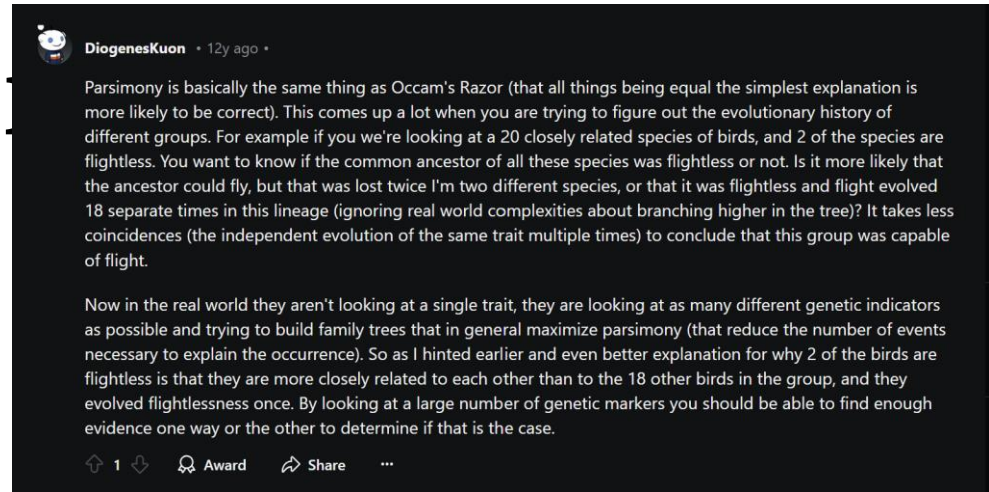 DiogenesKuon • 12y ago •
Parsimony is basically the same thing as Occam's Razor (that all things being equal the simplest explanation is
more likely to be correct). This comes up a lot when you are trying to figure out the evolutionary history of
different groups. For example if you we're looking at a 20 closely related species of birds, and 2 of the species are
flightless. You want to know if the common ancestor of all these species was flightless or not. Is it more likely that
the ancestor could fly, but that was lost twice I'm two different species, or that it was flightless and flight evolved
18 separate times in this lineage (ignoring real world complexities about branching higher in the tree)? It takes less
coincidences (the independent evolution of the same trait multiple times) to conclude that this group was capable
of flight.
Now in the real world they aren't looking at a single trait, they are looking at as many different genetic indicators
as possible and trying to build family trees that in general maximize parsimony (that reduce the number of events
necessary to explain the occurrence). So as I hinted earlier and even better explanation for why 2 of the birds are
flightless is that they are more closely related to each other than to the 18 other birds in the group, and they
evolved flightlessness once. By looking at a large number of genetic markers you should be able to find enough
evidence one way or the other to determine if that is the case.
1 Award Share ...